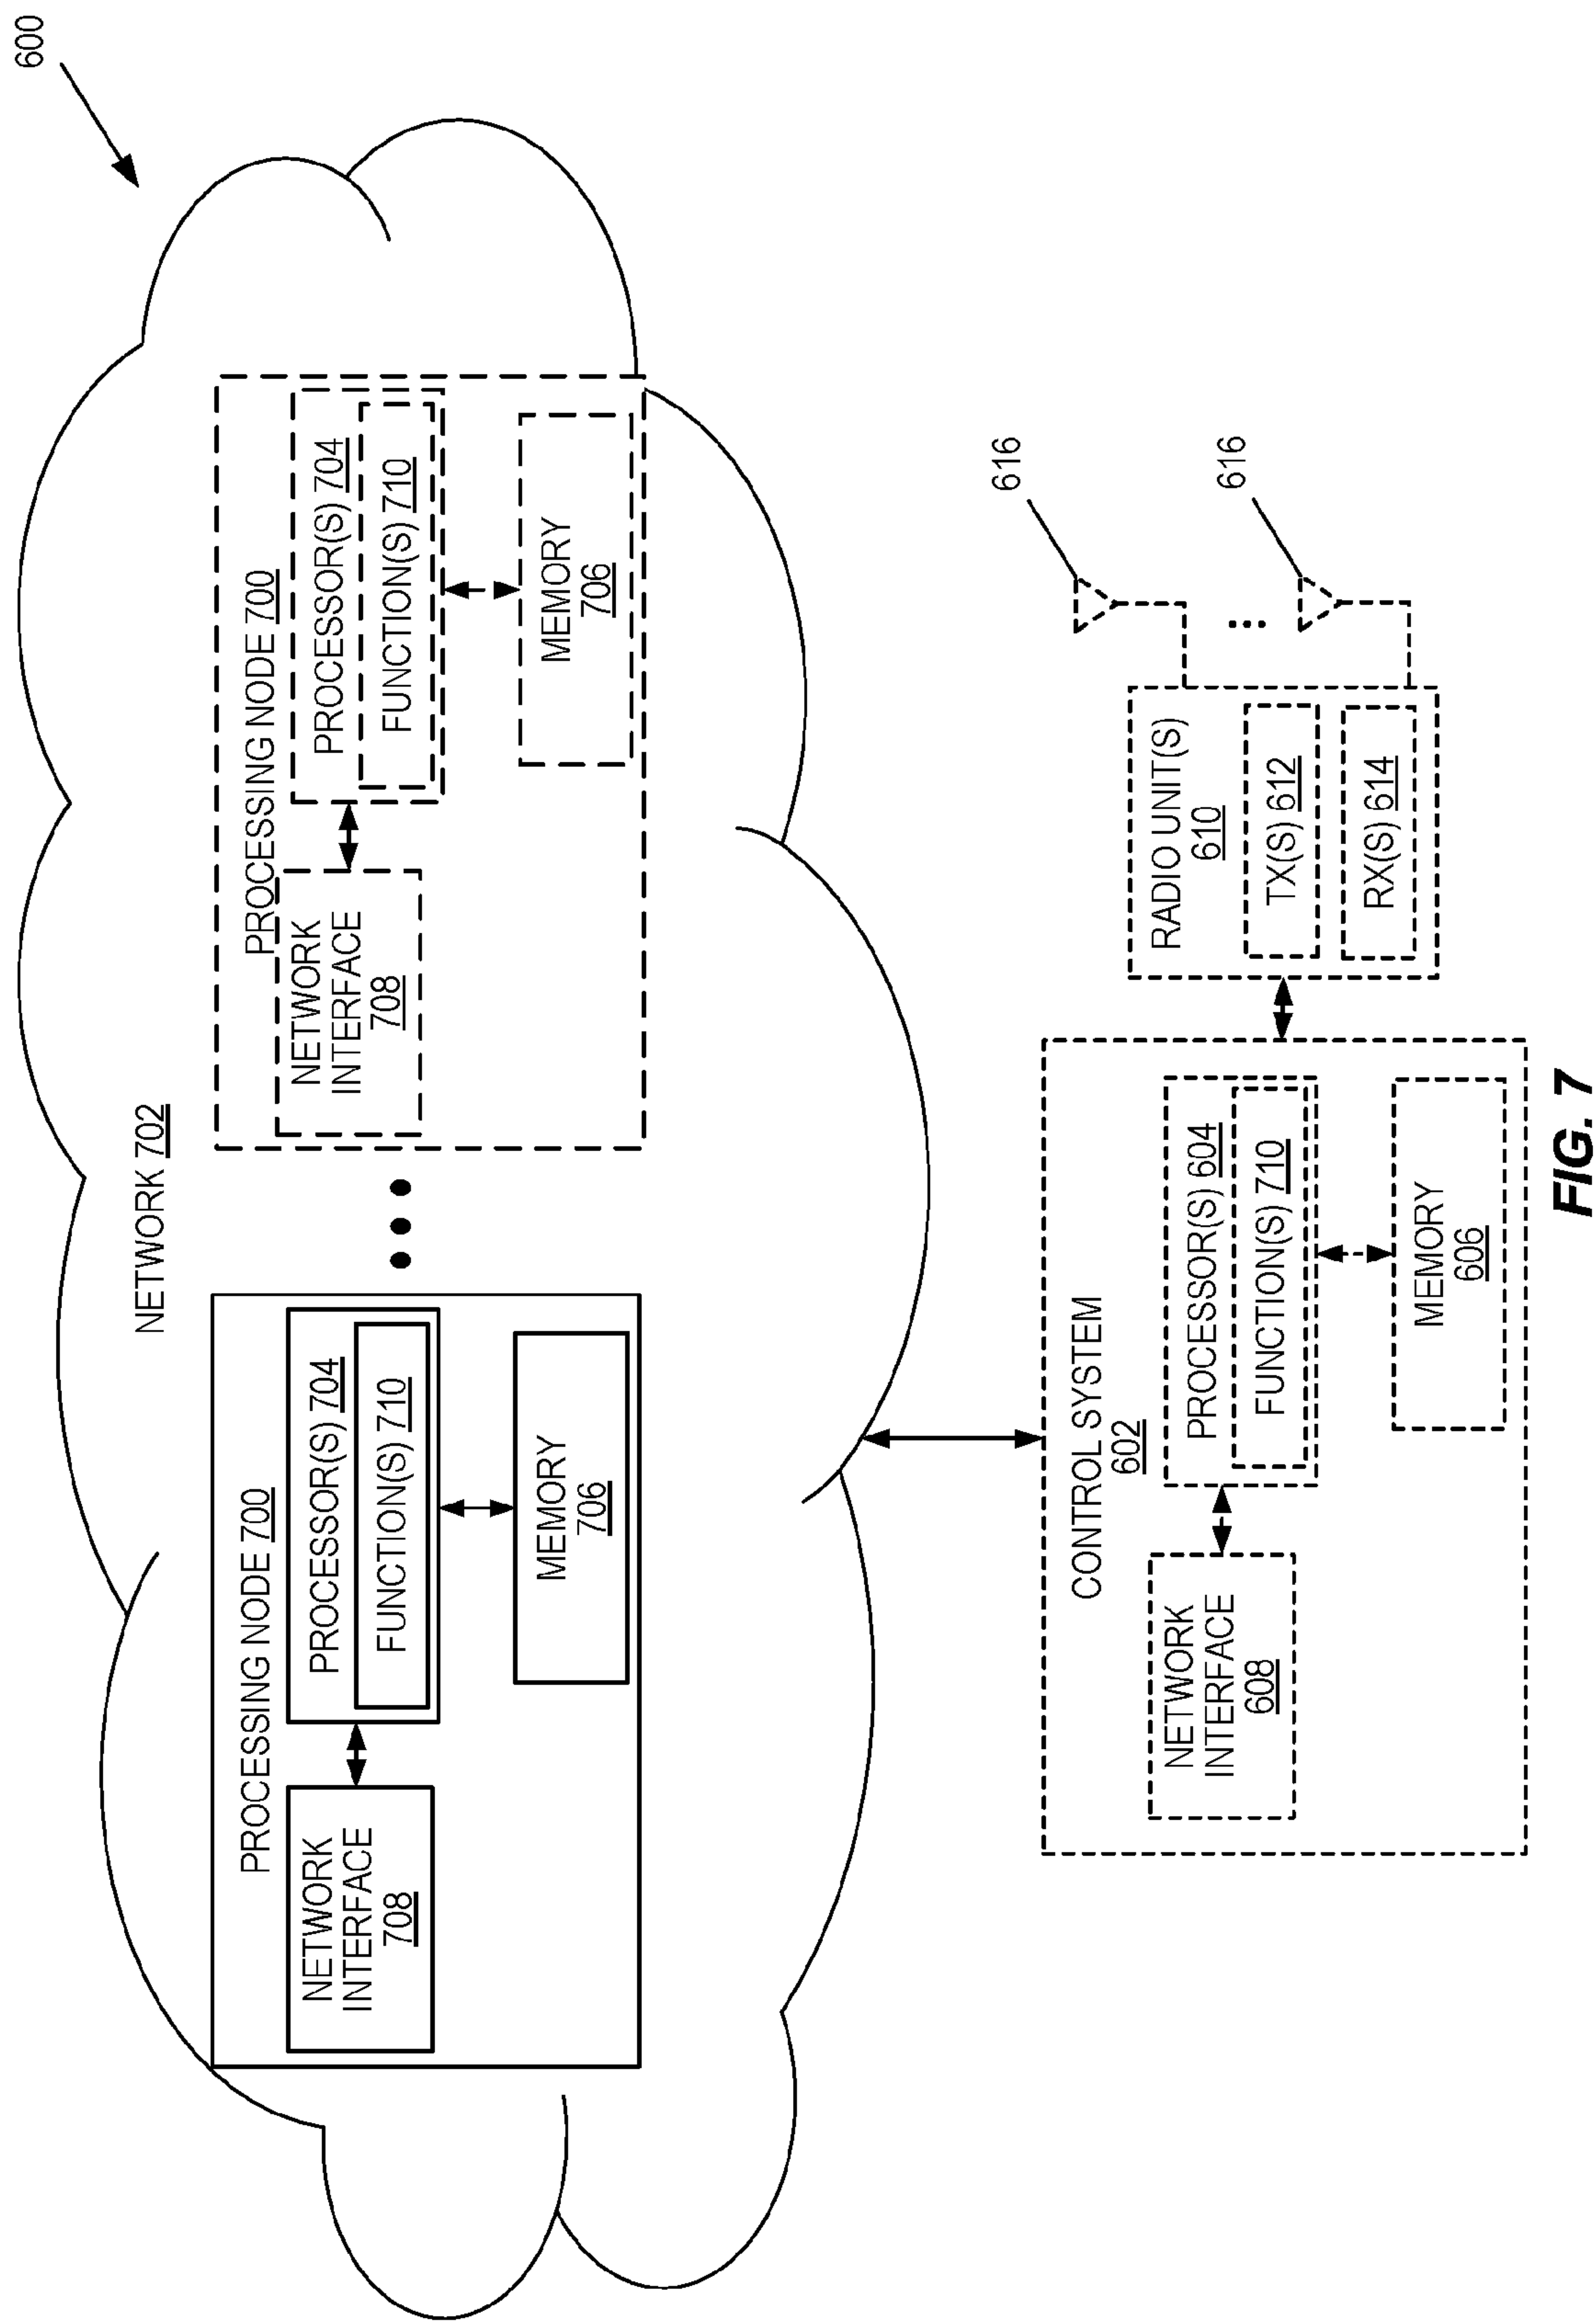 600
NETWORK 702
PROCESSING NODE 700
NETWORK
INTERFACE
708
PROCESSOR(S) 704
FUNCTION(S) 710
MEMORY
706
PROCESSING NODE 700
NETWORK
INTERFACE
708
PROCESSOR(S) 704
FUNCTION(S) 710
MEMORY
706
CONTROL SYSTEM
602
NETWORK
INTERFACE
608
PROCESSOR(S) 604
FUNCTION(S) 710
MEMORY
606
RADIO UNIT(S)
610
TX(S) 612
RX(S) 614
616
616
FIG. 7